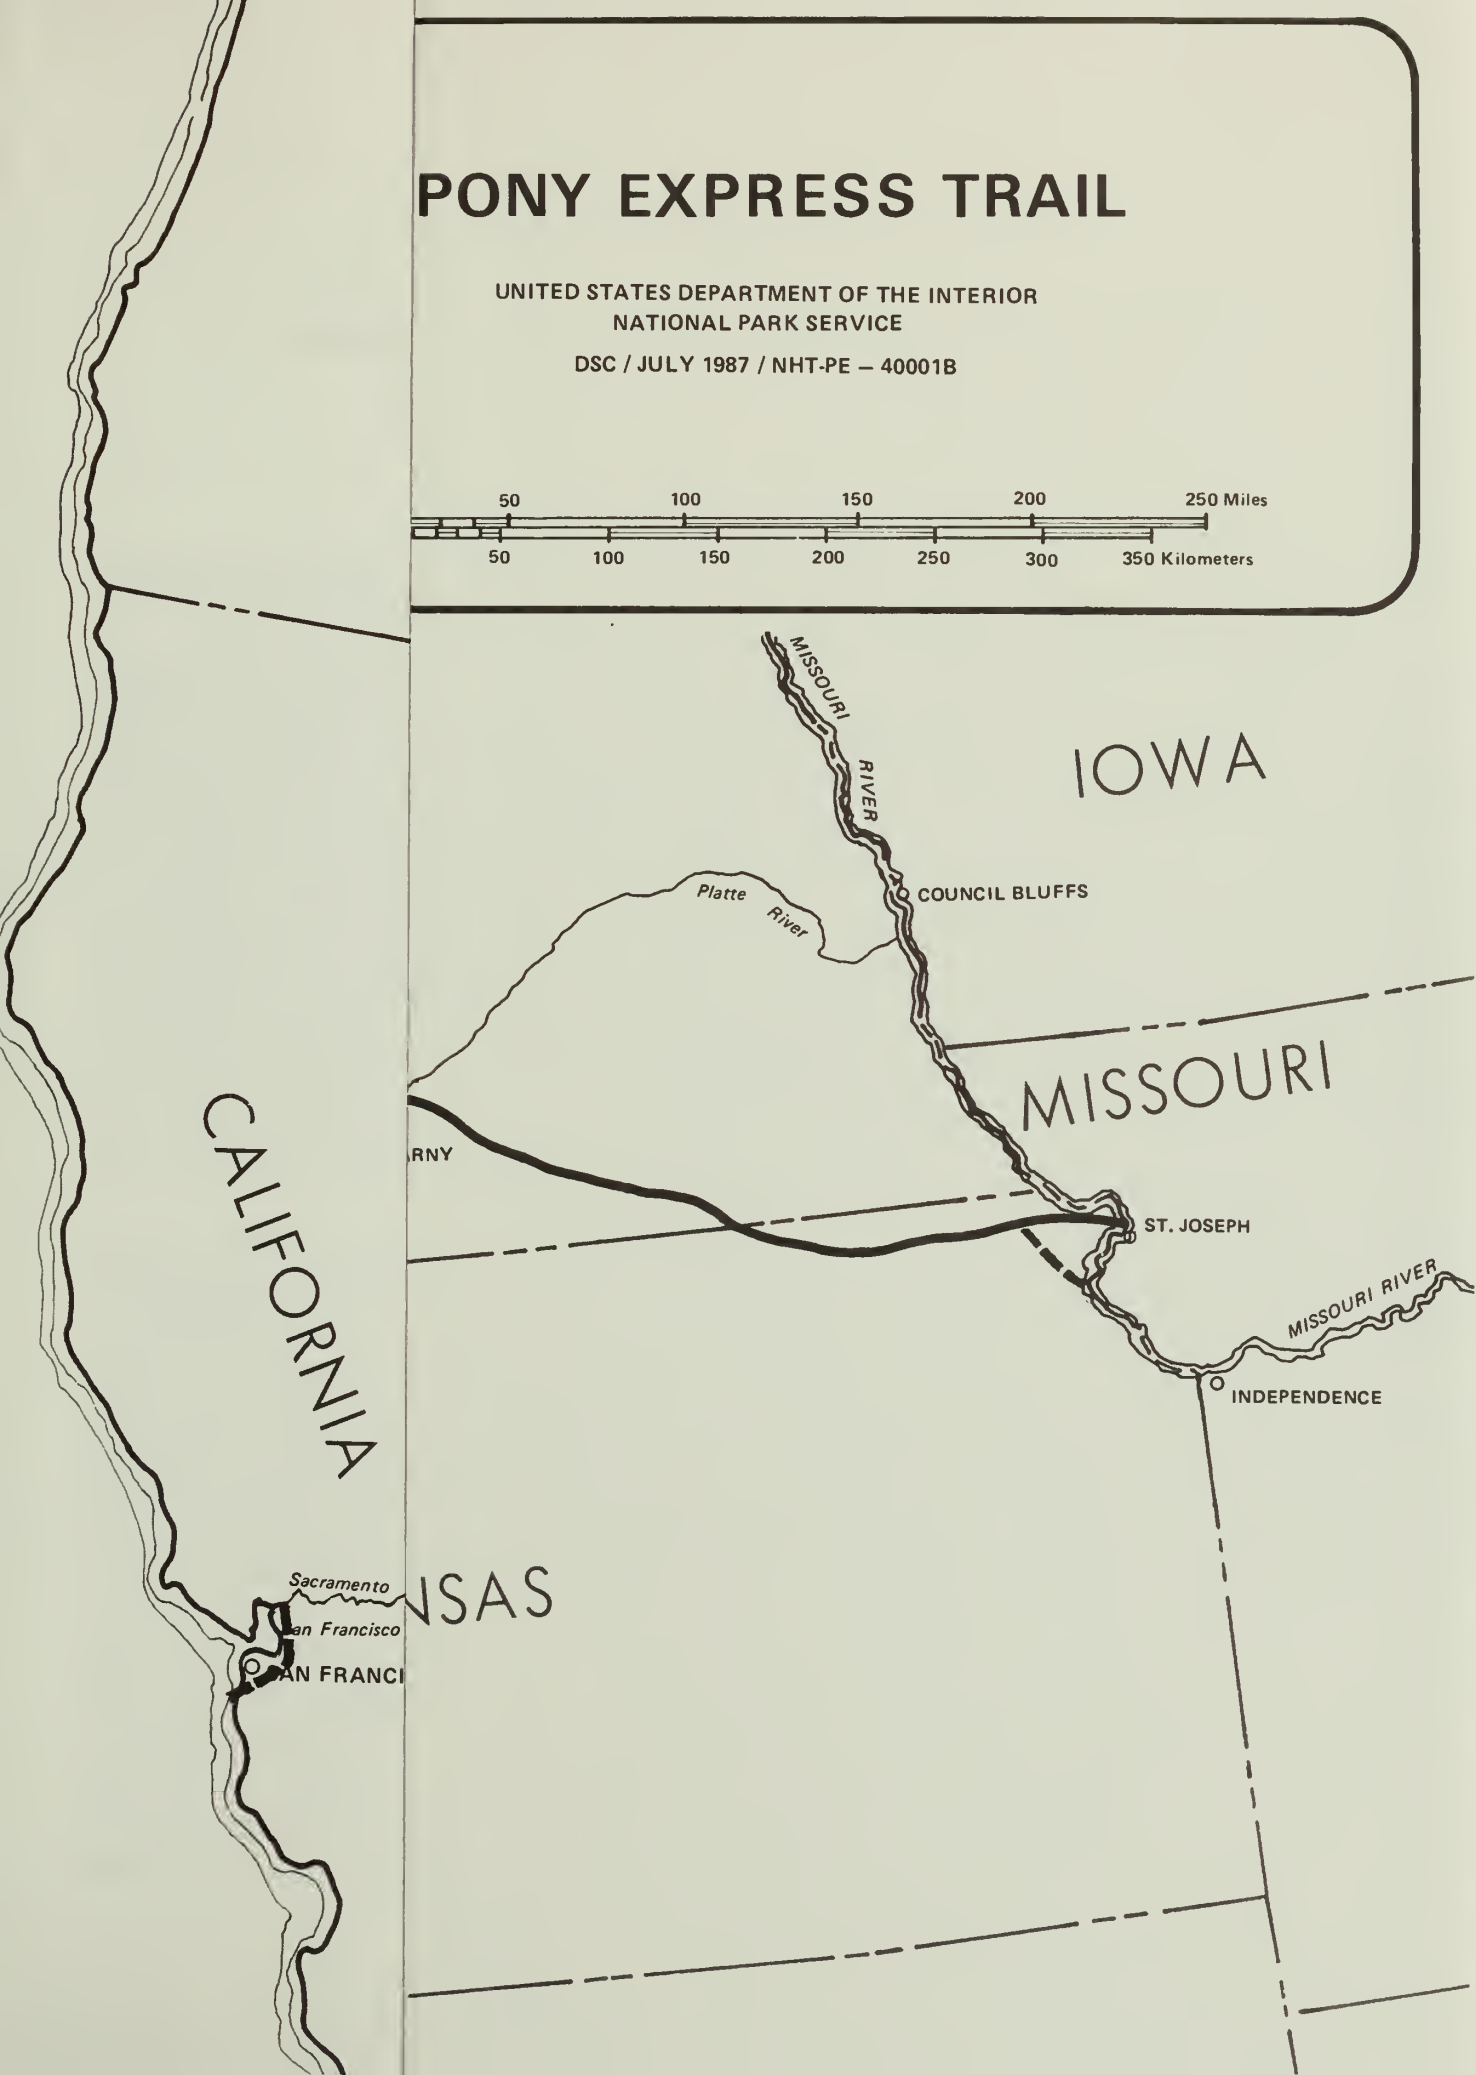 PONY EXPRESS TRAIL
UNITED STATES DEPARTMENT OF THE INTERIOR
NATIONAL PARK SERVICE
DSC / JULY 1987 / NHT-PE – 40001B
50 100 150 200 250 Miles
50 100 150 200 250 300 350 Kilometers
MISSOURI
RIVER
IOWA
Platte
River
COUNCIL BLUFFS
MISSOURI
CALIFORNIA
RNY
ST. JOSEPH
MISSOURI RIVER
INDEPENDENCE
Sacramento
NSAS
an Francisco
AN FRANCI